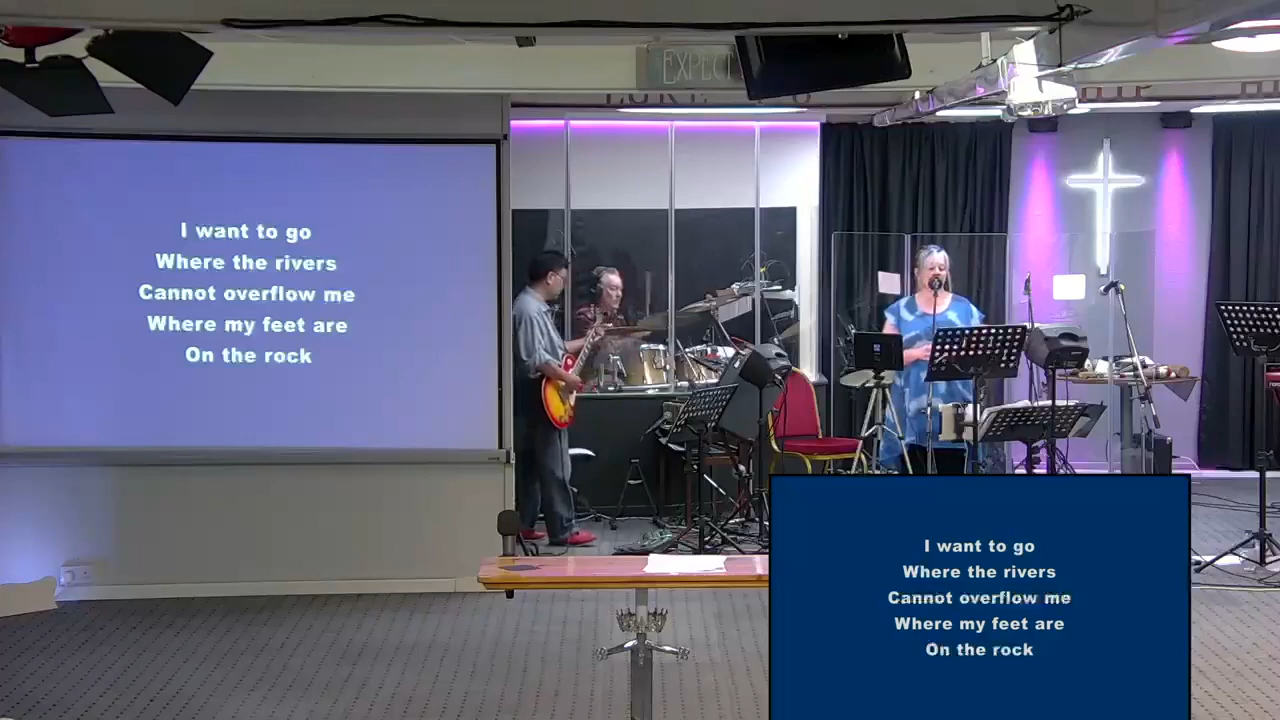 EXPECT
I want to go
Where the rivers
Cannot overflow me
Where my feet are
On the rock
I want to go
Where the rivers
Cannot overflow me
Where my feet are
On the rock